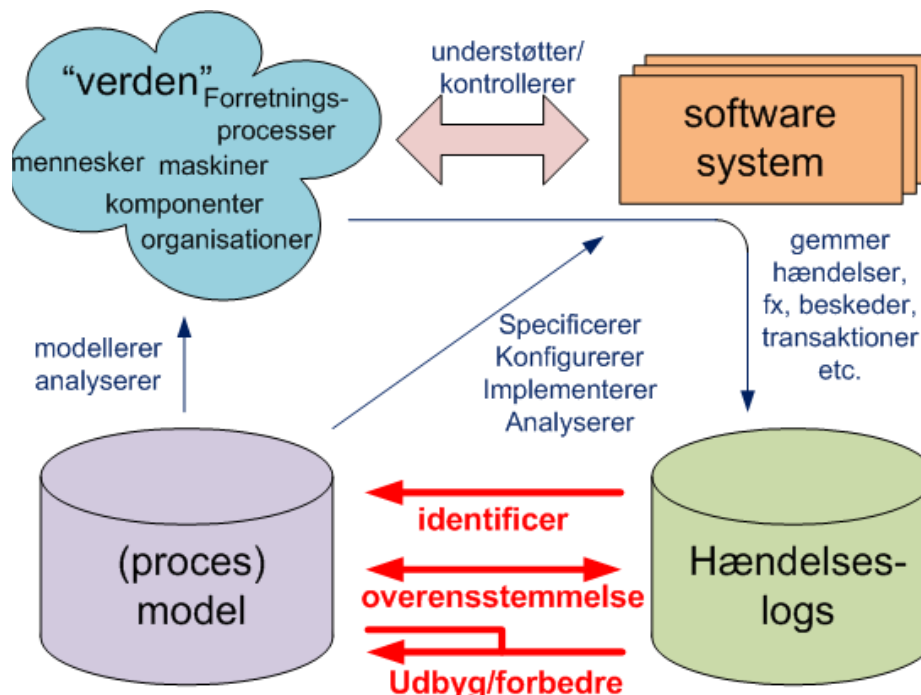 “verden”
Forretnings-
processer
mennesker
maskiner
komponenter
organisationer
understøtter/
kontrollerer
software
system
gemmer
hændelser,
fx, beskeder,
transaktioner
etc.
modellerer
analyserer
Specificerer
Konfigurerer
Implementerer
Analyserer
(proces)
model
identificer
overensstemmelse
Udbyg/forbedre
Hændelses-
logs